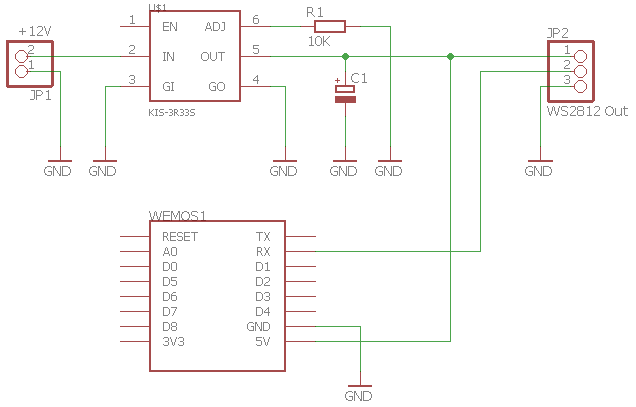 U$1
+12V
R1
JP2
1 EN ADJ 6
10K
2 2 IN OUT 5 1
1 C1 2
+
3 GI GO 4 3
JP1
KIS-3R33S
WS2812 Out
GND GND GND GND GND GND
WEMOS1
RESET TX
A0 RX
D0 D1
D5 D2
D6 D3
D7 D4
D8 GND
3V3 5V
GND